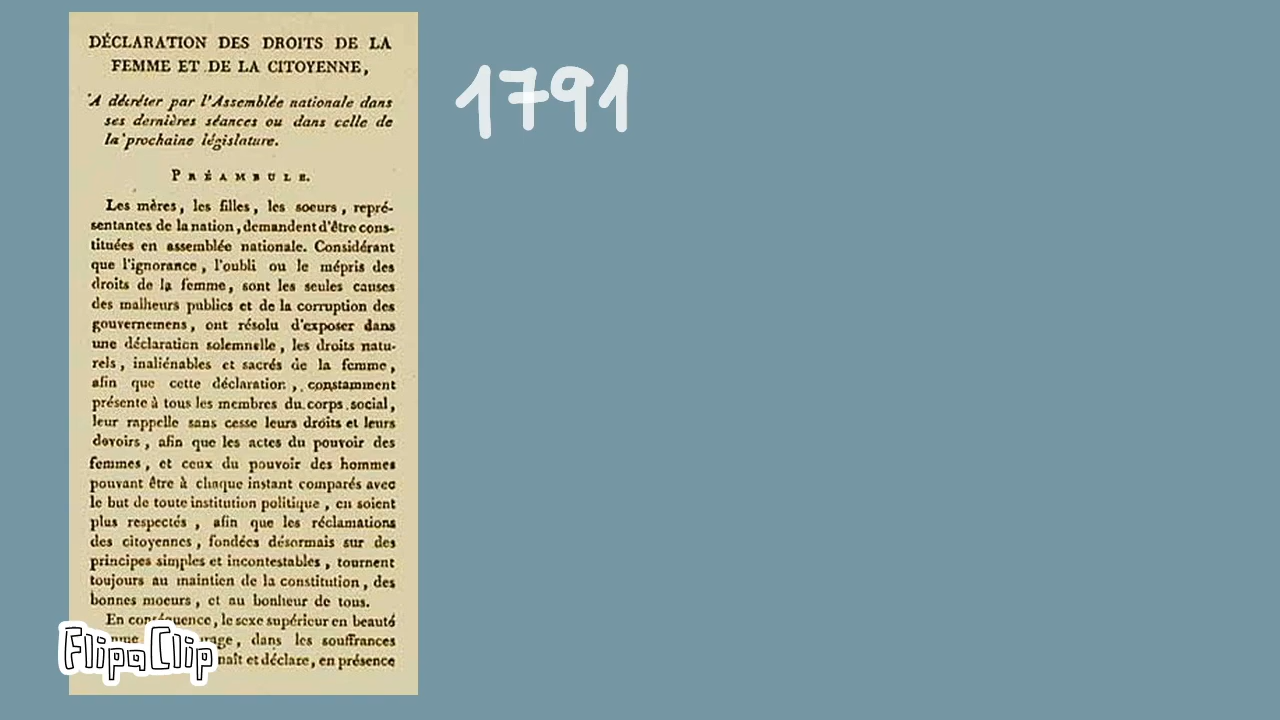 DÉCLARATION DES DROITS DE LA
FEMME ET DE LA CITOYENNE,
A décréter par l'Assemblée nationale dans
ses dernières séances ou dans celle de
la prochaine législature.
PRÉAMBULE.
Les mères, les filles, les soeurs, repré-
sentantes de la nation, demandent d'être cons-
tituées en assemblée nationale. Considérant
que l'ignorance, l'oubli ou le mépris des
droits de la femme, sont les seules causes
des malheurs publics et de la corruption des
gouvernemens, ont résolu d'exposer dans
une déclaration solemnelle, les droits natu-
rels, inaliénables et sacrés de la femme,
afin que cette déclaration, constamment
présente à tous les membres du corps social,
leur rappelle sans cesse leurs droits et leurs
devoirs, afin que les actes du pouvoir des
femmes, et ceux du pouvoir des hommes
pouvant être à chaque instant comparés avec
le but de toute institution politique, en soient
plus respectés, afin que les réclamations
des citoyennes, fondées désormais sur des
principes simples et incontestables, tournent
toujours au maintien de la constitution, des
bonnes moeurs, et au bonheur de tous.
En conséquence, le sexe supérieur en beauté
dans les souffrances
et déclare, en présence
1791
FlipaClip